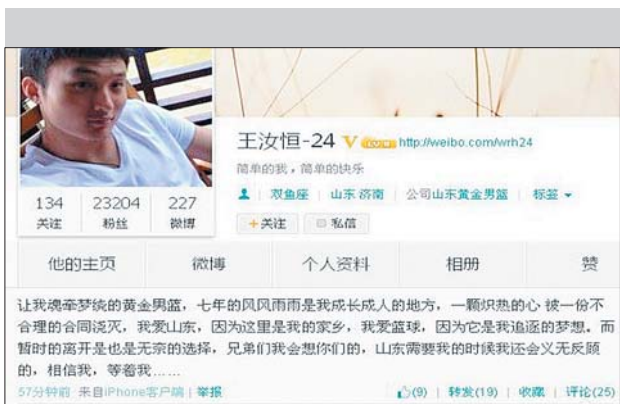 王汝恒-24 V http://weibo.com/wrh24
简单的我，简单的快乐
双鱼座 | 山东 济南 | 公司山东黄金男篮 | 标签
134 23204 227
关注 粉丝 微博
+关注 私信
他的主页 微博 个人资料 相册 赞
让我魂牵梦绕的黄金男篮，七年的风风雨雨是我成长成人的地方，一颗炽热的心 被一份不
合理的合同浇灭，我爱山东，因为这里是我的家乡，我爱篮球，因为它是我追逐的梦想。而
暂时的离开是也是无奈的选择，兄弟们我会想你们的，山东需要我的时候我还会义无反顾
的，相信我，等着我……
57分钟前 来自iPhone客户端 | 举报 (9) | 转发(19) | 收藏 | 评论(25)